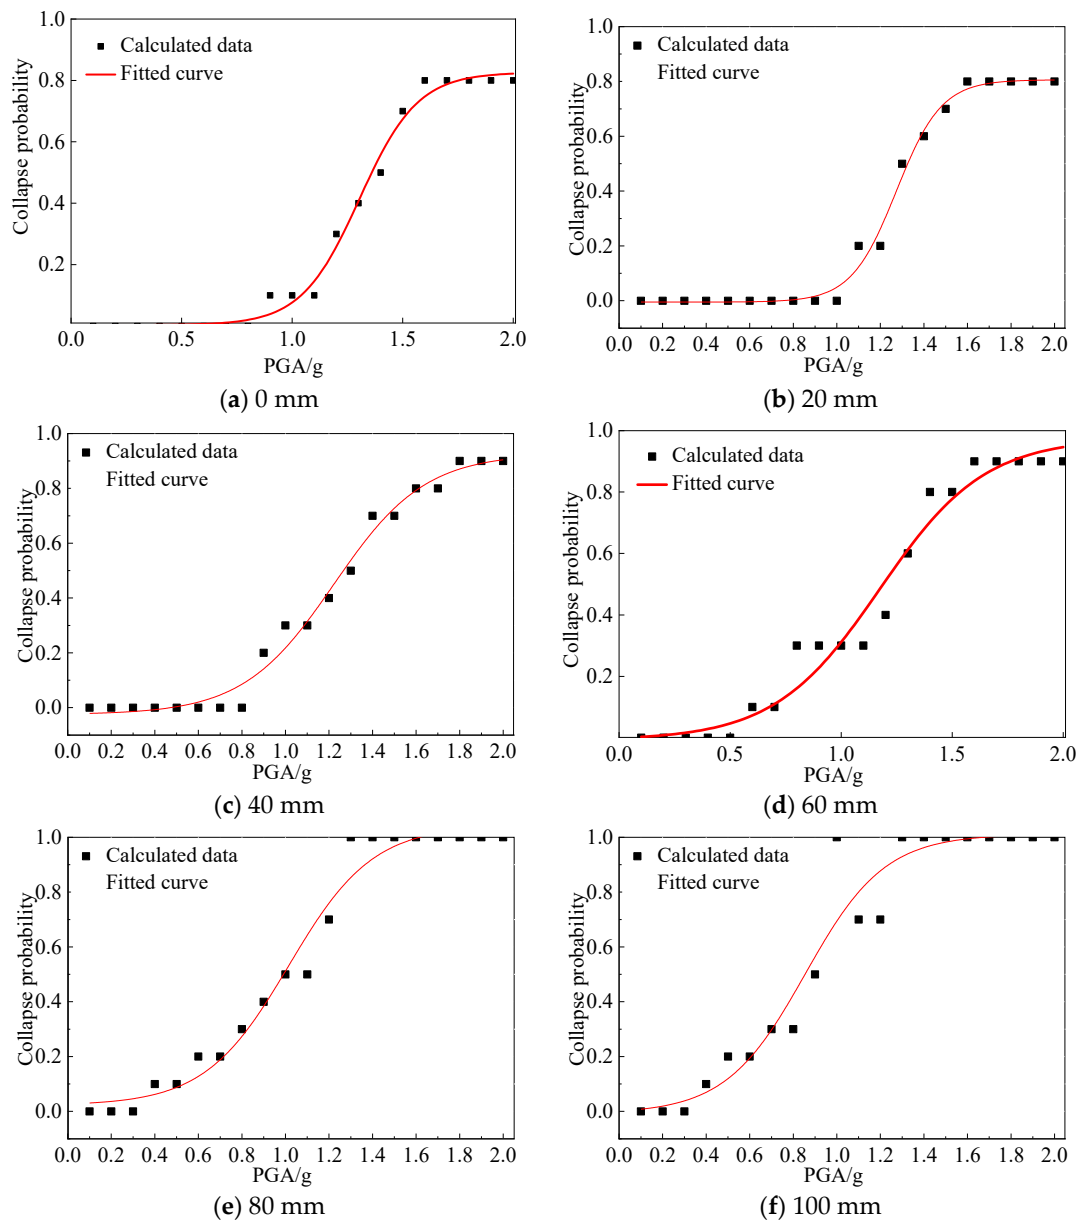 1.0
0.8
0.6
0.4
0.2
Collapse probability
Calculated data
Fitted curve
0.0 0.5 1.0 1.5 2.0
PGA/g
(a) 0 mm
1.0
0.8
0.6
0.4
0.2
0.0
Collapse probability
Calculated data
Fitted curve
0.0 0.2 0.4 0.6 0.8 1.0 1.2 1.4 1.6 1.8 2.0
PGA/g
(b) 20 mm
1.0
0.8
0.6
0.4
0.2
0.0
Collapse probability
Calculated data
Fitted curve
0.0 0.2 0.4 0.6 0.8 1.0 1.2 1.4 1.6 1.8 2.0
PGA/g
(c) 40 mm
1.0
0.8
0.6
0.4
0.2
Collapse probability
Calculated data
Fitted curve
0.0 0.5 1.0 1.5 2.0
PGA/g
(d) 60 mm
1.0
0.8
0.6
0.4
0.2
0.0
Collapse probability
Calculated data
Fitted curve
0.0 0.2 0.4 0.6 0.8 1.0 1.2 1.4 1.6 1.8 2.0
PGA/g
(e) 80 mm
1.0
0.8
0.6
0.4
0.2
0.0
Collapse probability
Calculated data
Fitted curve
0.0 0.2 0.4 0.6 0.8 1.0 1.2 1.4 1.6 1.8 2.0
PGA/g
(f) 100 mm